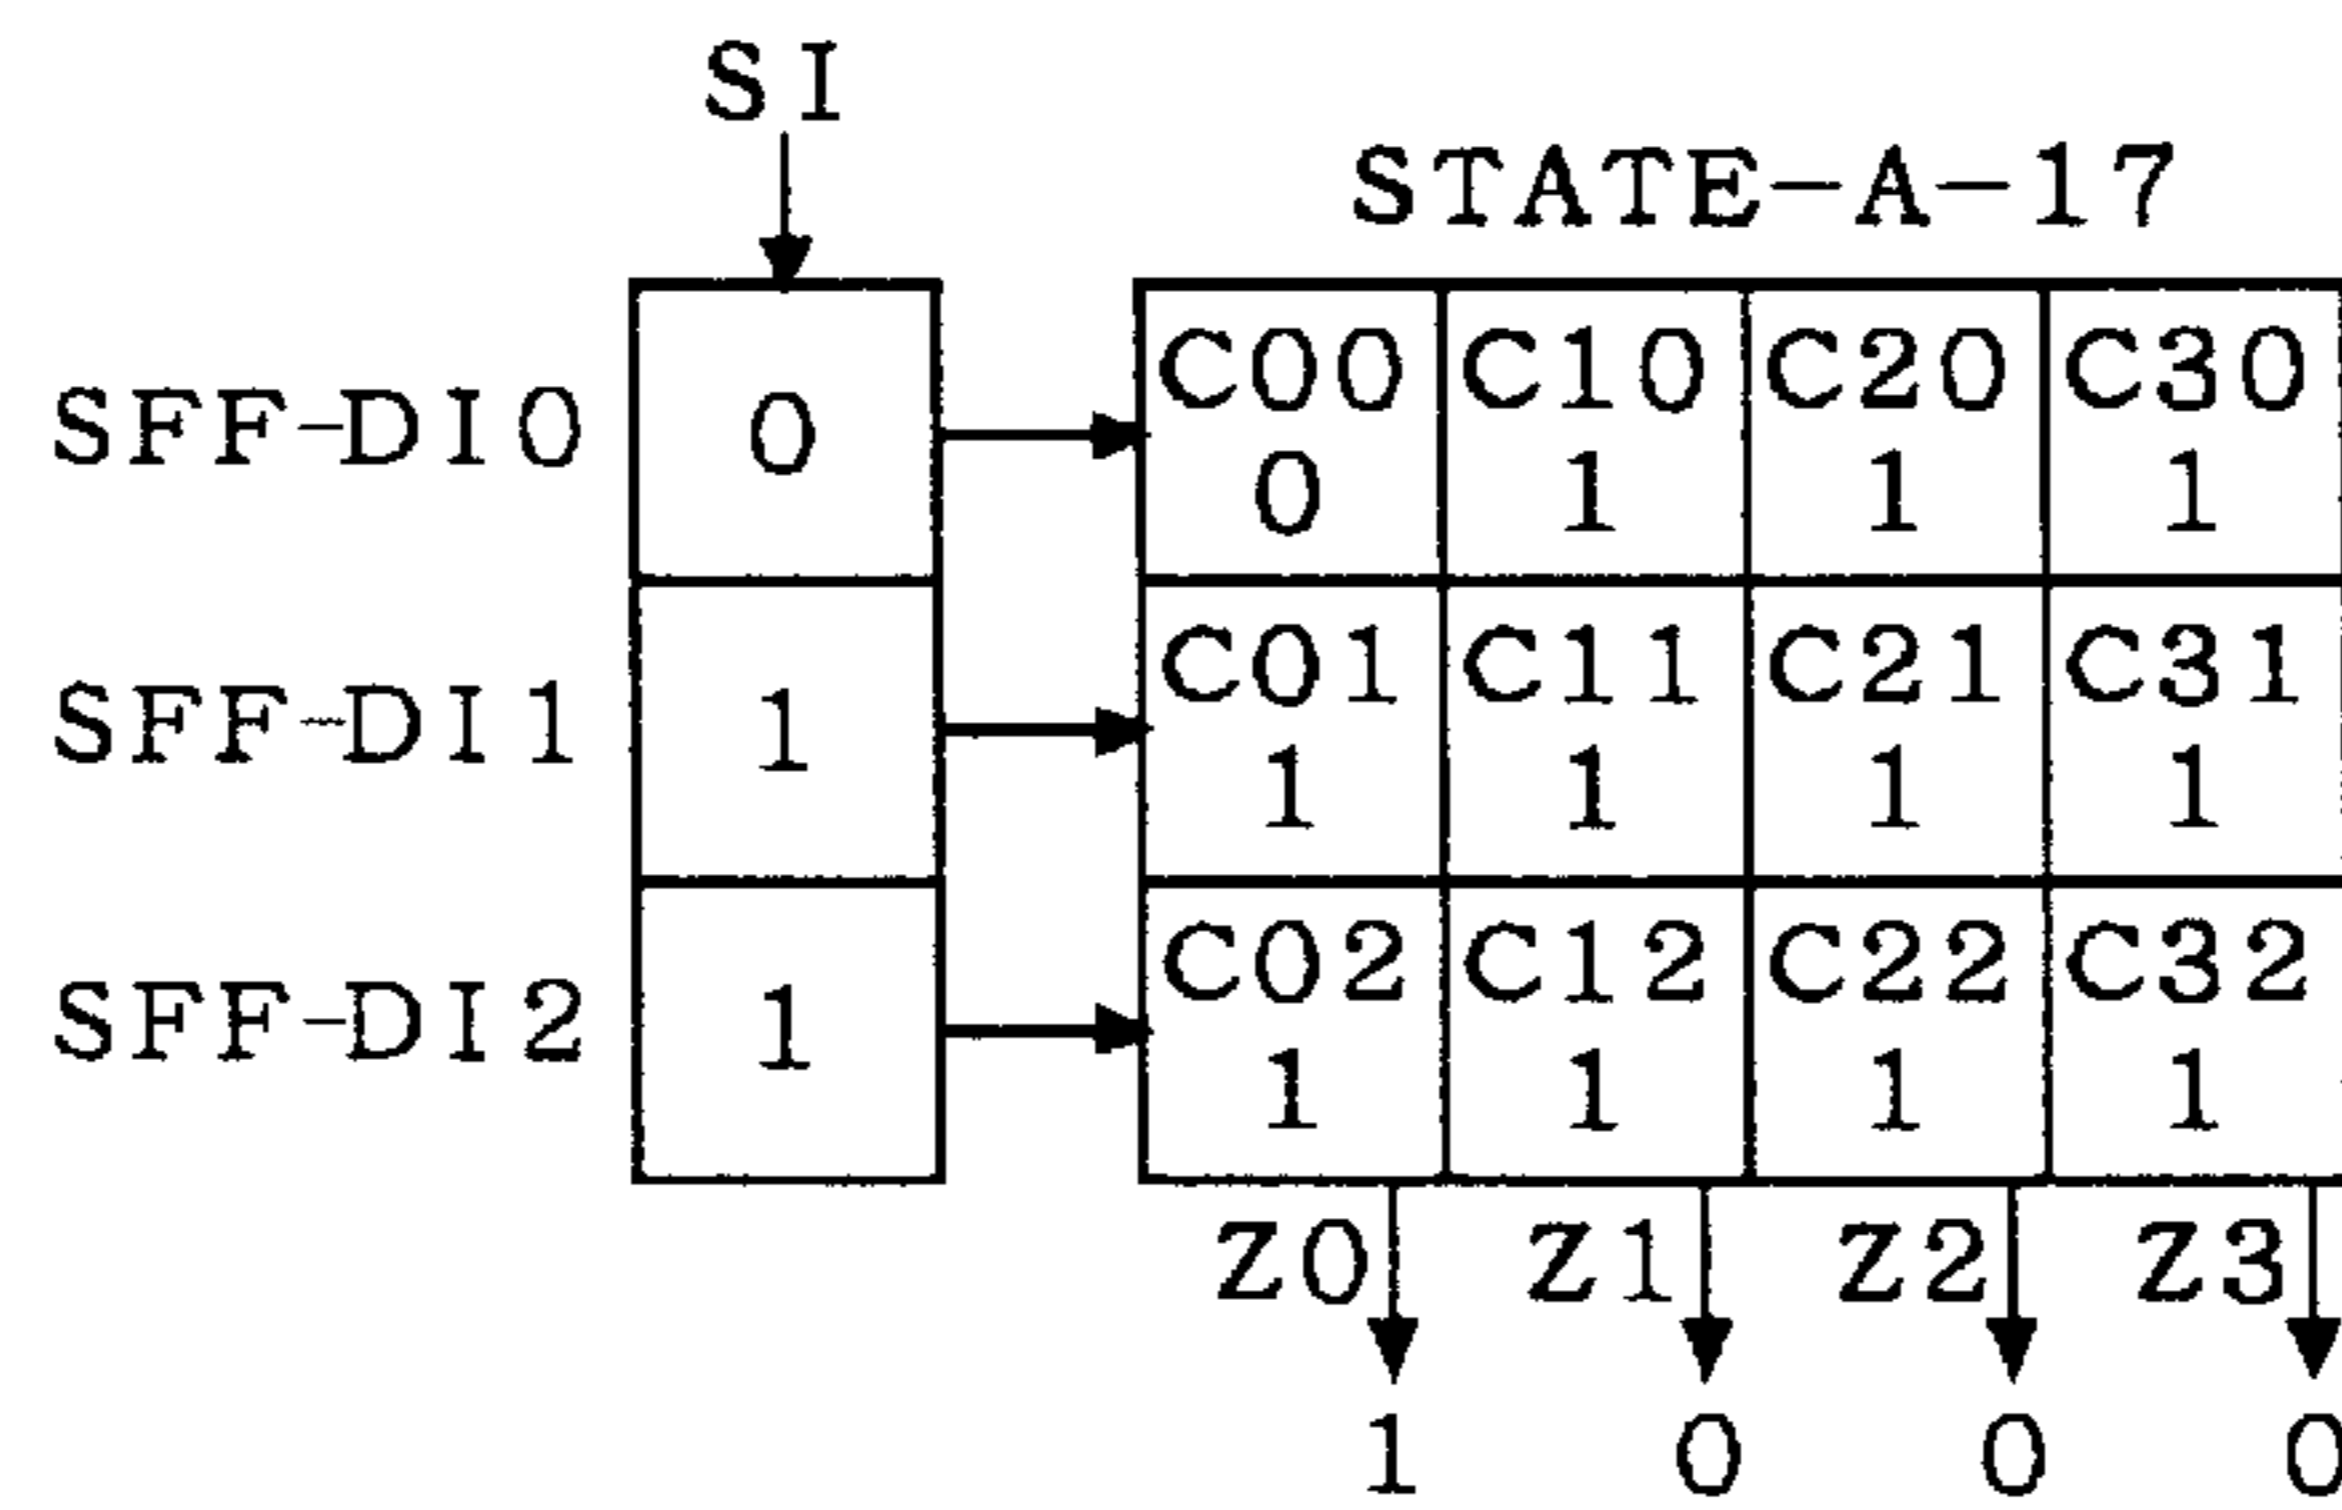 SI
STATE-A-17
C00 C10 C20 C30
SFF-DI0 0
0 1 1 1
C01 C11 C21 C31
SFF-DI1 1
1 1 1 1
C02 C12 C22 C32
SFF-DI2 1
1 1 1 1
Z0 Z1 Z2 Z3
1 0 0 0